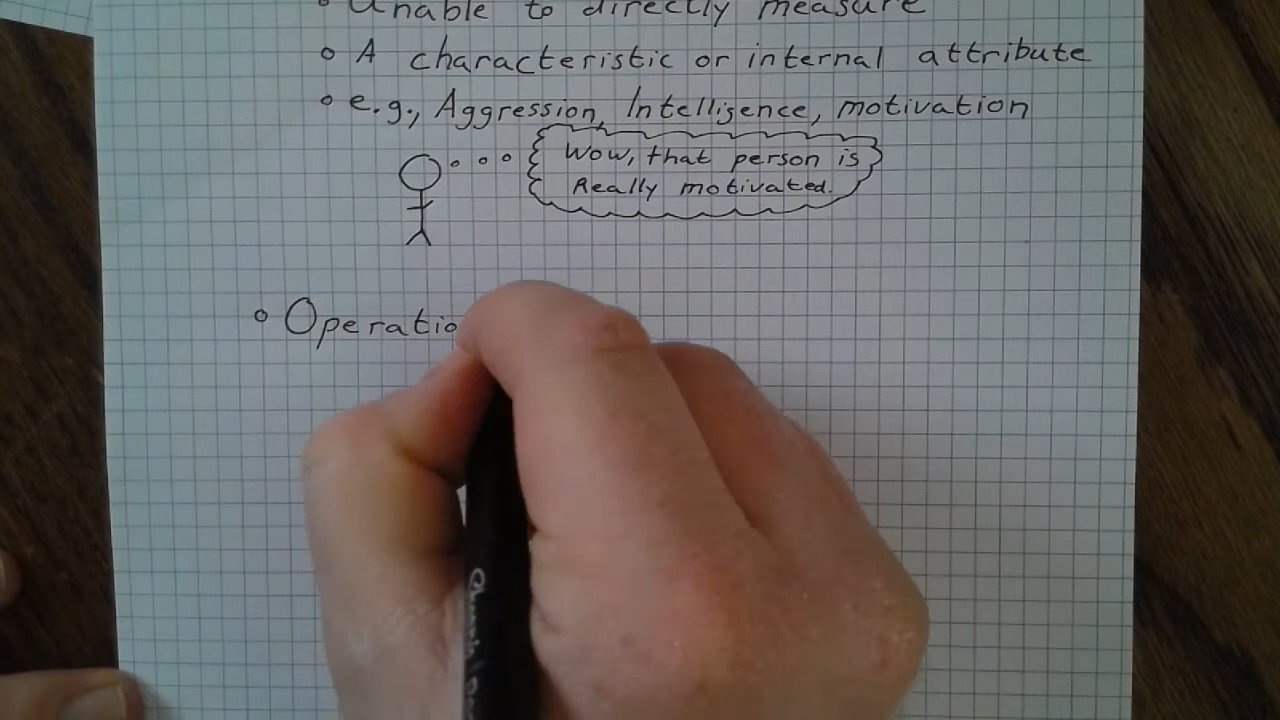 Unable to directly measure
A characteristic or internal attribute
e.g., Aggression, Intelligence, motivation
Wow, that person is
Really motivated.
Operatio